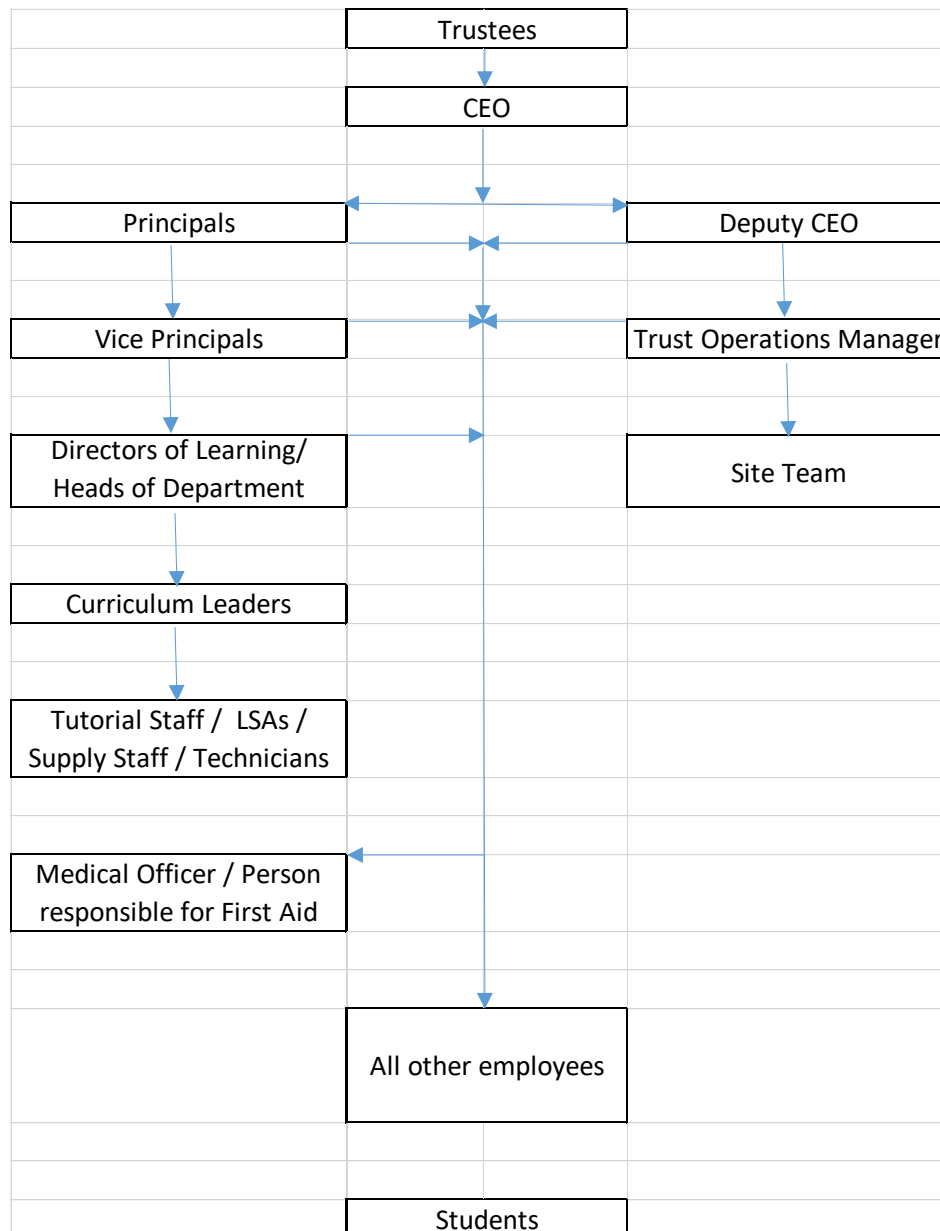 Trustees
CEO
Principals
Deputy CEO
Vice Principals
Trust Operations Manager
Directors of Learning/
Heads of Department
Site Team
Curriculum Leaders
Tutorial Staff / LSAs /
Supply Staff / Technicians
Medical Officer / Person
responsible for First Aid
All other employees
Students